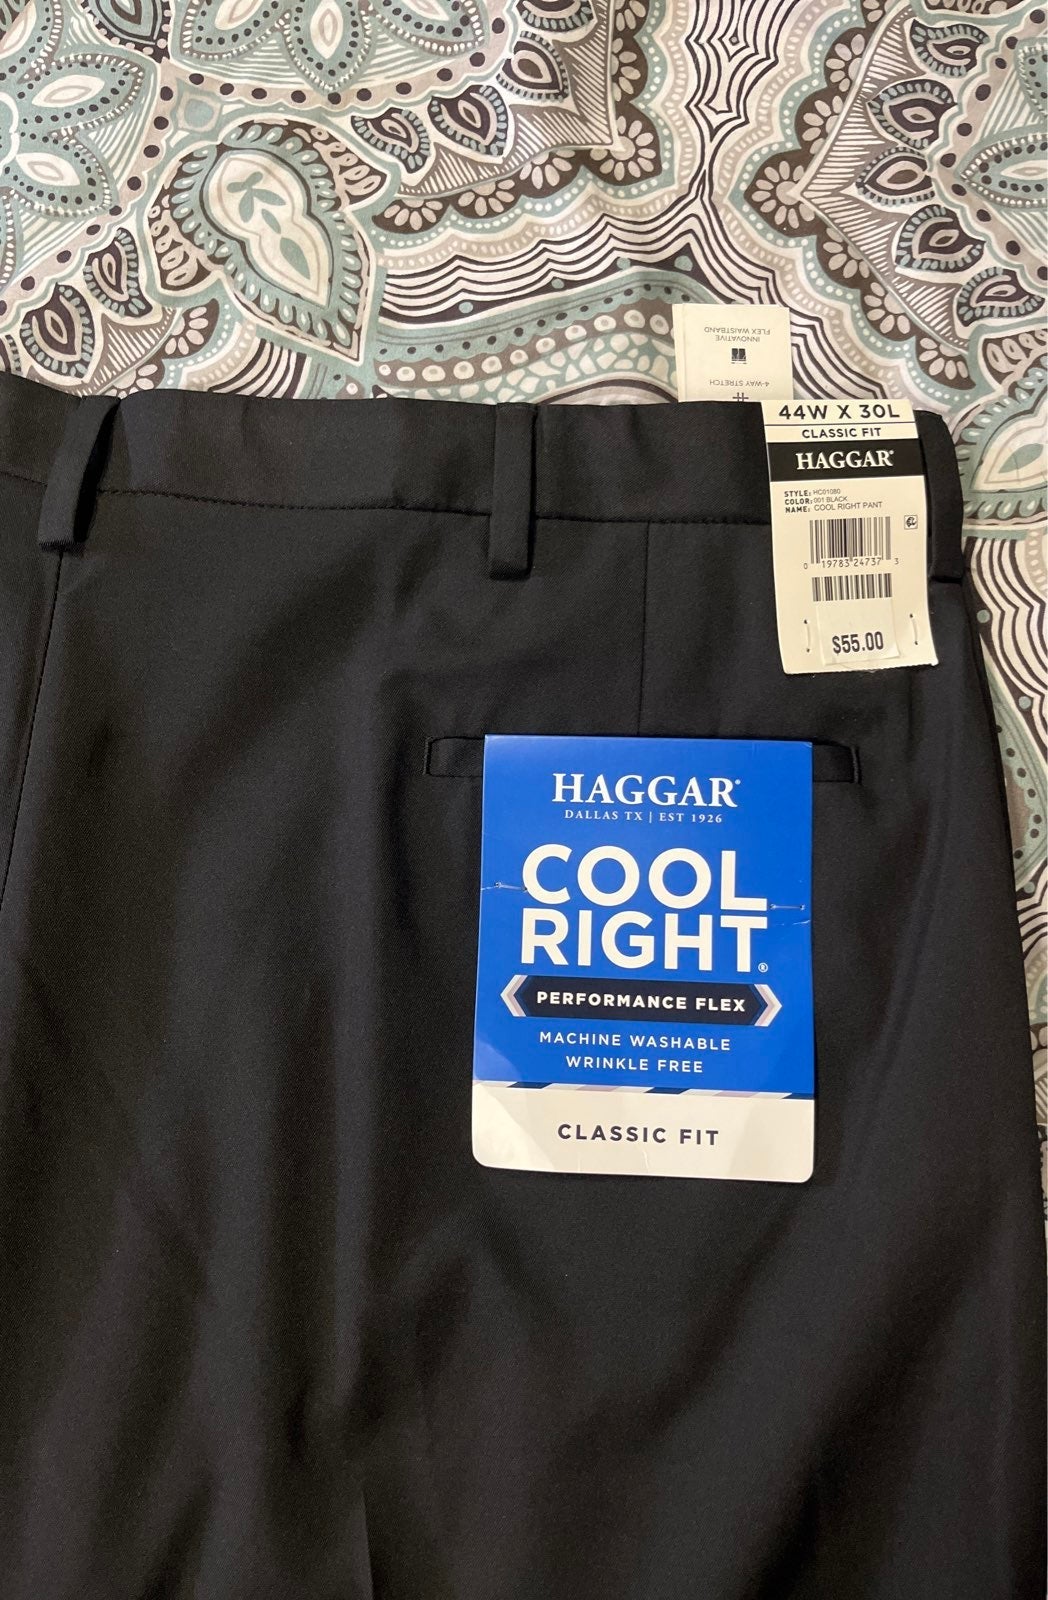 INNOVATIVE
FLEX WAISTBAND
4-WAY STRETCH
44W X 30L
CLASSIC FIT
HAGGAR®
STYLE: HC01080
COLOR: 001 BLACK
NAME: COOL RIGHT PANT
0 19783 24737 3
$55.00
HAGGAR®
DALLAS TX | EST 1926
COOL
RIGHT®
PERFORMANCE FLEX
MACHINE WASHABLE
WRINKLE FREE
CLASSIC FIT